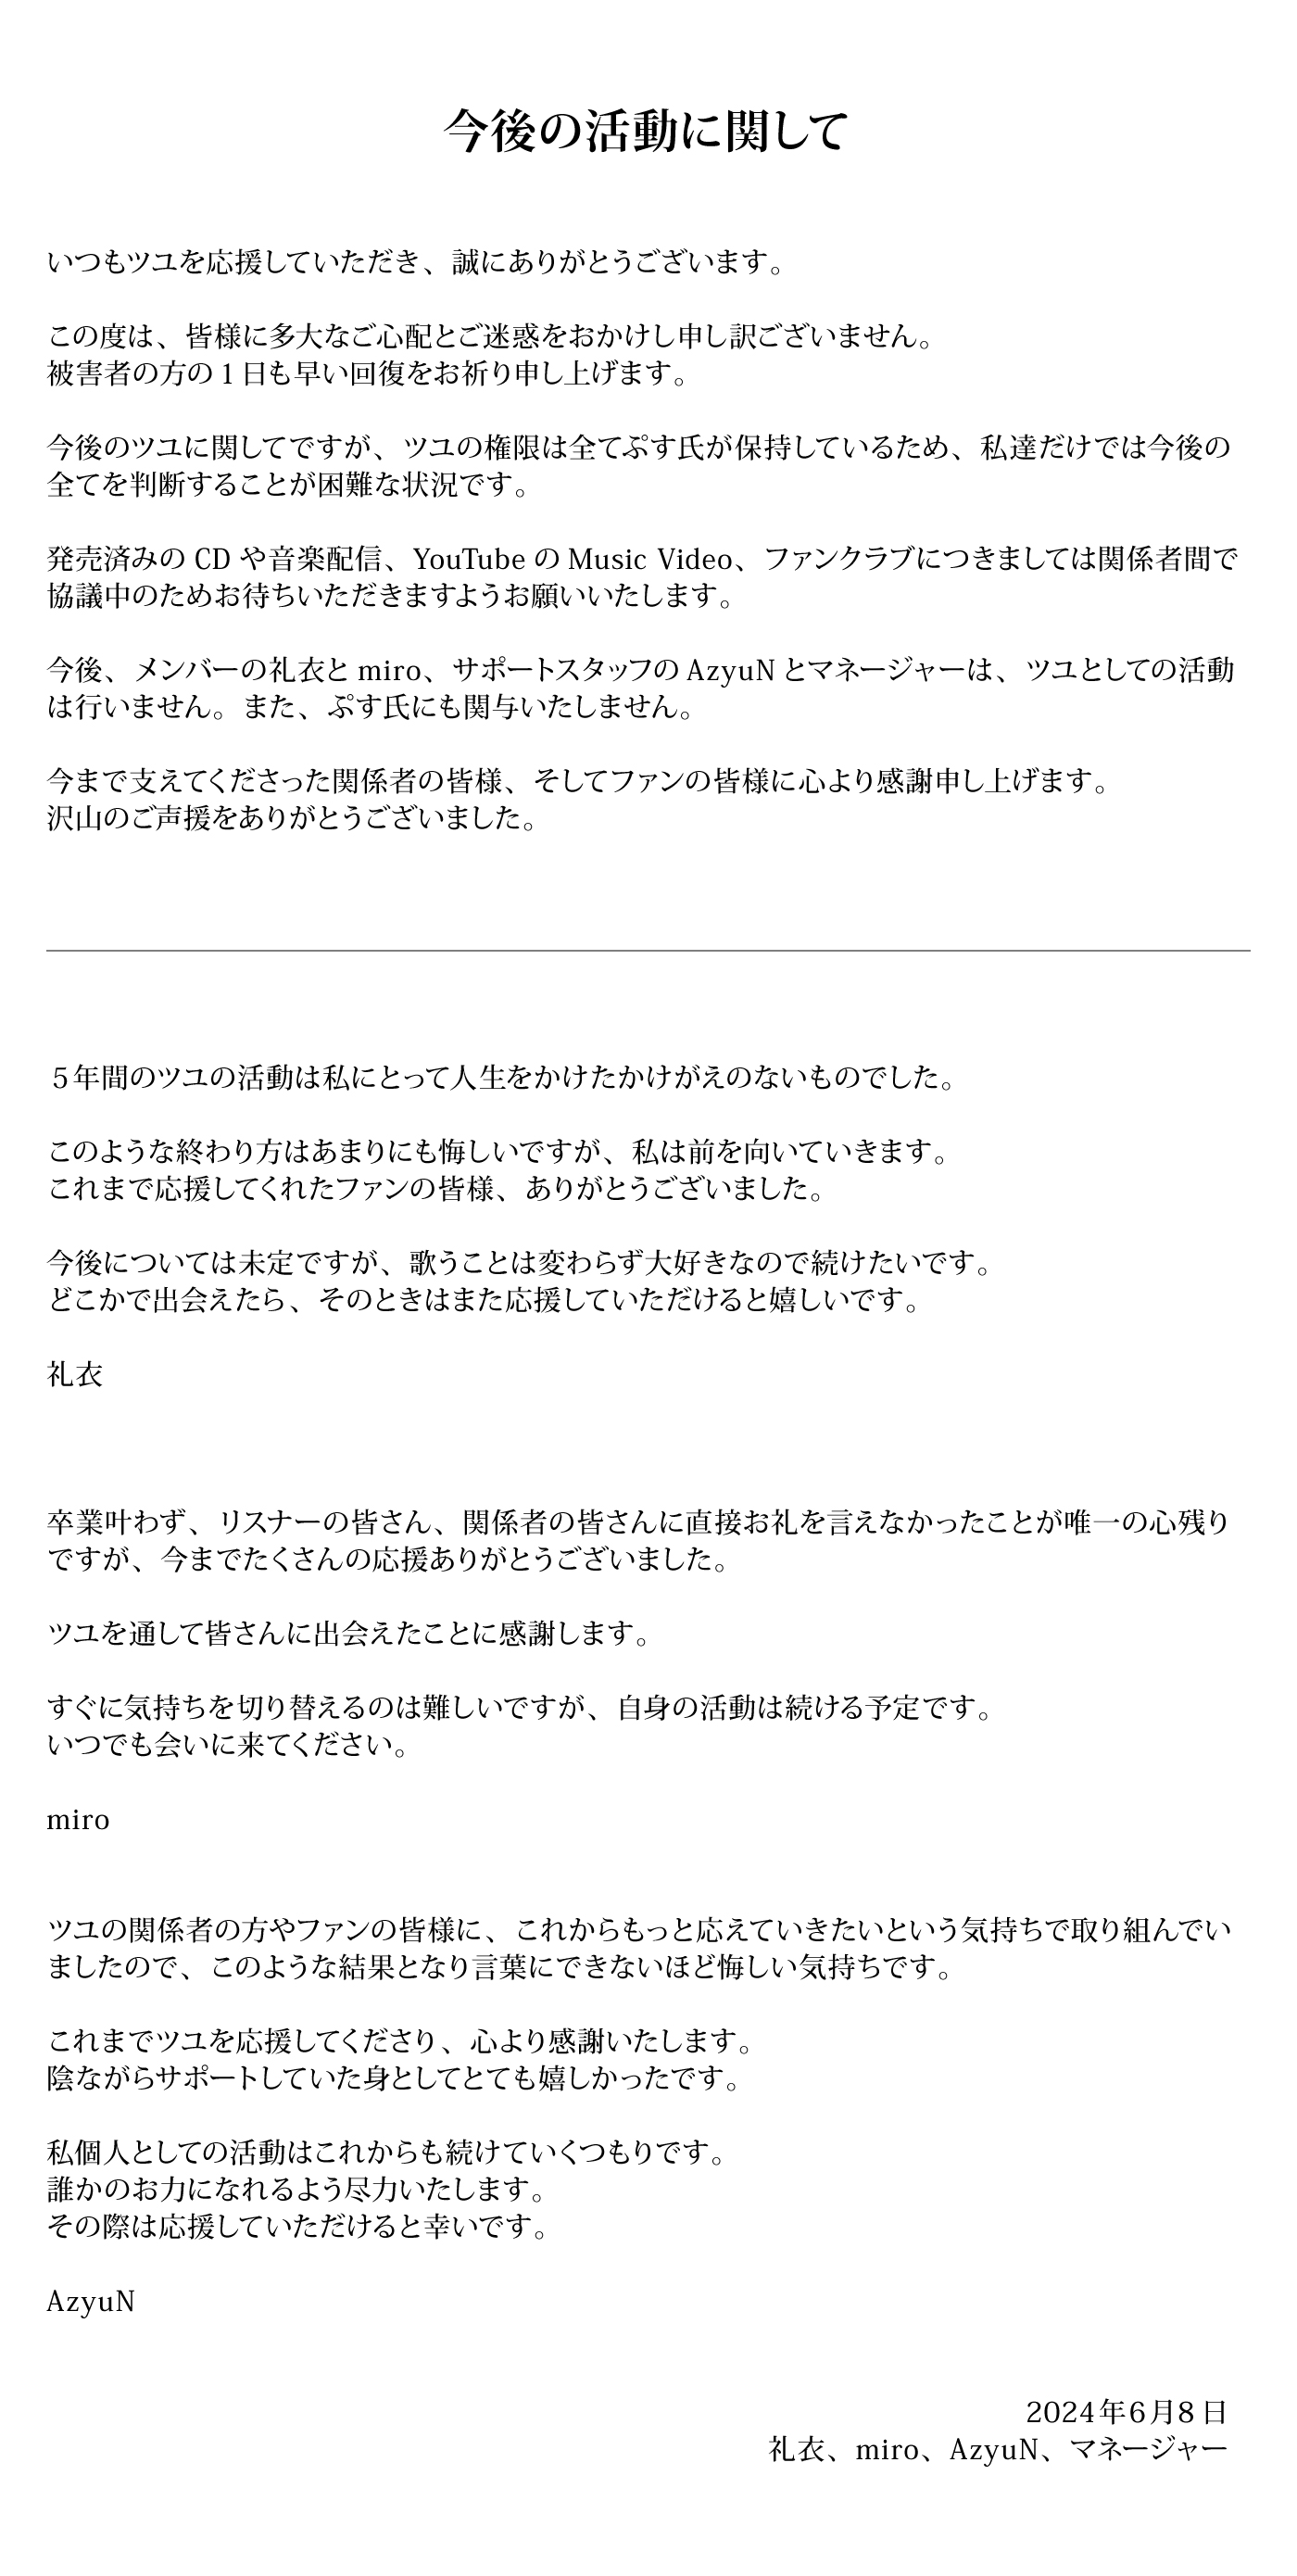 今後の活動に関して
いつもツユを応援していただき、誠にありがとうございます。
この度は、皆様に多大なご心配とご迷惑をおかけし申し訳ございません。
被害者の方の1日も早い回復をお祈り申し上げます。
今後のツユに関してですが、ツユの権限は全てぷす氏が保持しているため、私達だけでは今後の
全てを判断することが困難な状況です。
発売済みの CD や音楽配信、YouTube の Music Video、ファンクラブにつきましては関係者間で
協議中のためお待ちいただきますようお願いいたします。
今後、メンバーの礼衣と miro、サポートスタッフの AzyuN とマネージャーは、ツユとしての活動
は行いません。また、ぷす氏にも関与いたしません。
今まで支えてくださった関係者の皆様、そしてファンの皆様に心より感謝申し上げます。
沢山のご声援をありがとうございました。
５年間のツユの活動は私にとって人生をかけたかけがえのないものでした。
このような終わり方はあまりにも悔しいですが、私は前を向いていきます。
これまで応援してくれたファンの皆様、ありがとうございました。
今後については未定ですが、歌うことは変わらず大好きなので続けたいです。
どこかで出会えたら、そのときはまた応援していただけると嬉しいです。
礼衣
卒業叶わず、リスナーの皆さん、関係者の皆さんに直接お礼を言えなかったことが唯一の心残り
ですが、今までたくさんの応援ありがとうございました。
ツユを通して皆さんに出会えたことに感謝します。
すぐに気持ちを切り替えるのは難しいですが、自身の活動は続ける予定です。
いつでも会いに来てください。
miro
ツユの関係者の方やファンの皆様に、これからもっと応えていきたいという気持ちで取り組んでい
ましたので、このような結果となり言葉にできないほど悔しい気持ちです。
これまでツユを応援してくださり、心より感謝いたします。
陰ながらサポートしていた身としてとても嬉しかったです。
私個人としての活動はこれからも続けていくつもりです。
誰かのお力になれるよう尽力いたします。
その際は応援していただけると幸いです。
AzyuN
2024年6月8日
礼衣、miro、AzyuN、マネージャー